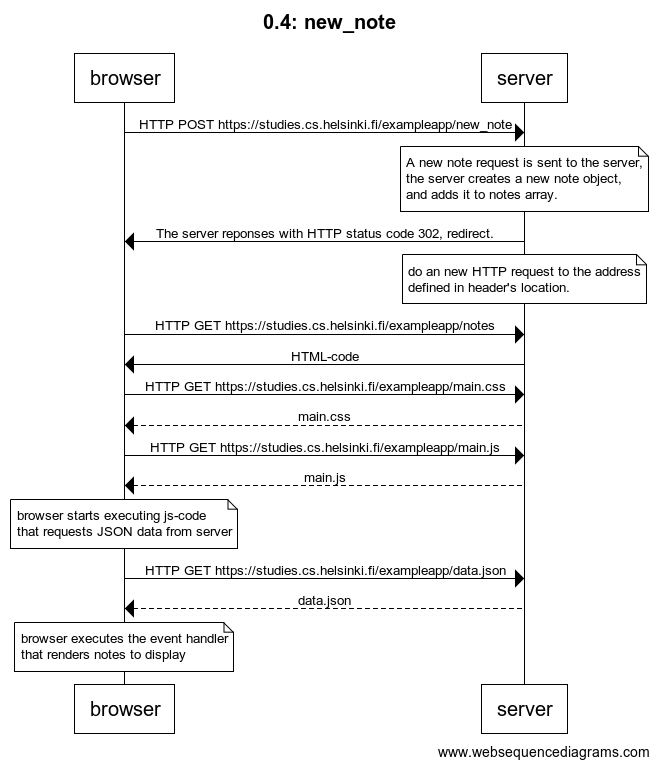 0.4: new_note
browser
server
HTTP POST https://studies.cs.helsinki.fi/exampleapp/new_note
A new note request is sent to the server,
the server creates a new note object,
and adds it to notes array.
The server reponses with HTTP status code 302, redirect.
do an new HTTP request to the address
defined in header's location.
HTTP GET https://studies.cs.helsinki.fi/exampleapp/notes
HTML-code
HTTP GET https://studies.cs.helsinki.fi/exampleapp/main.css
main.css
HTTP GET https://studies.cs.helsinki.fi/exampleapp/main.js
main.js
browser starts executing js-code
that requests JSON data from server
HTTP GET https://studies.cs.helsinki.fi/exampleapp/data.json
data.json
browser executes the event handler
that renders notes to display
browser
server
www.websequencediagrams.com